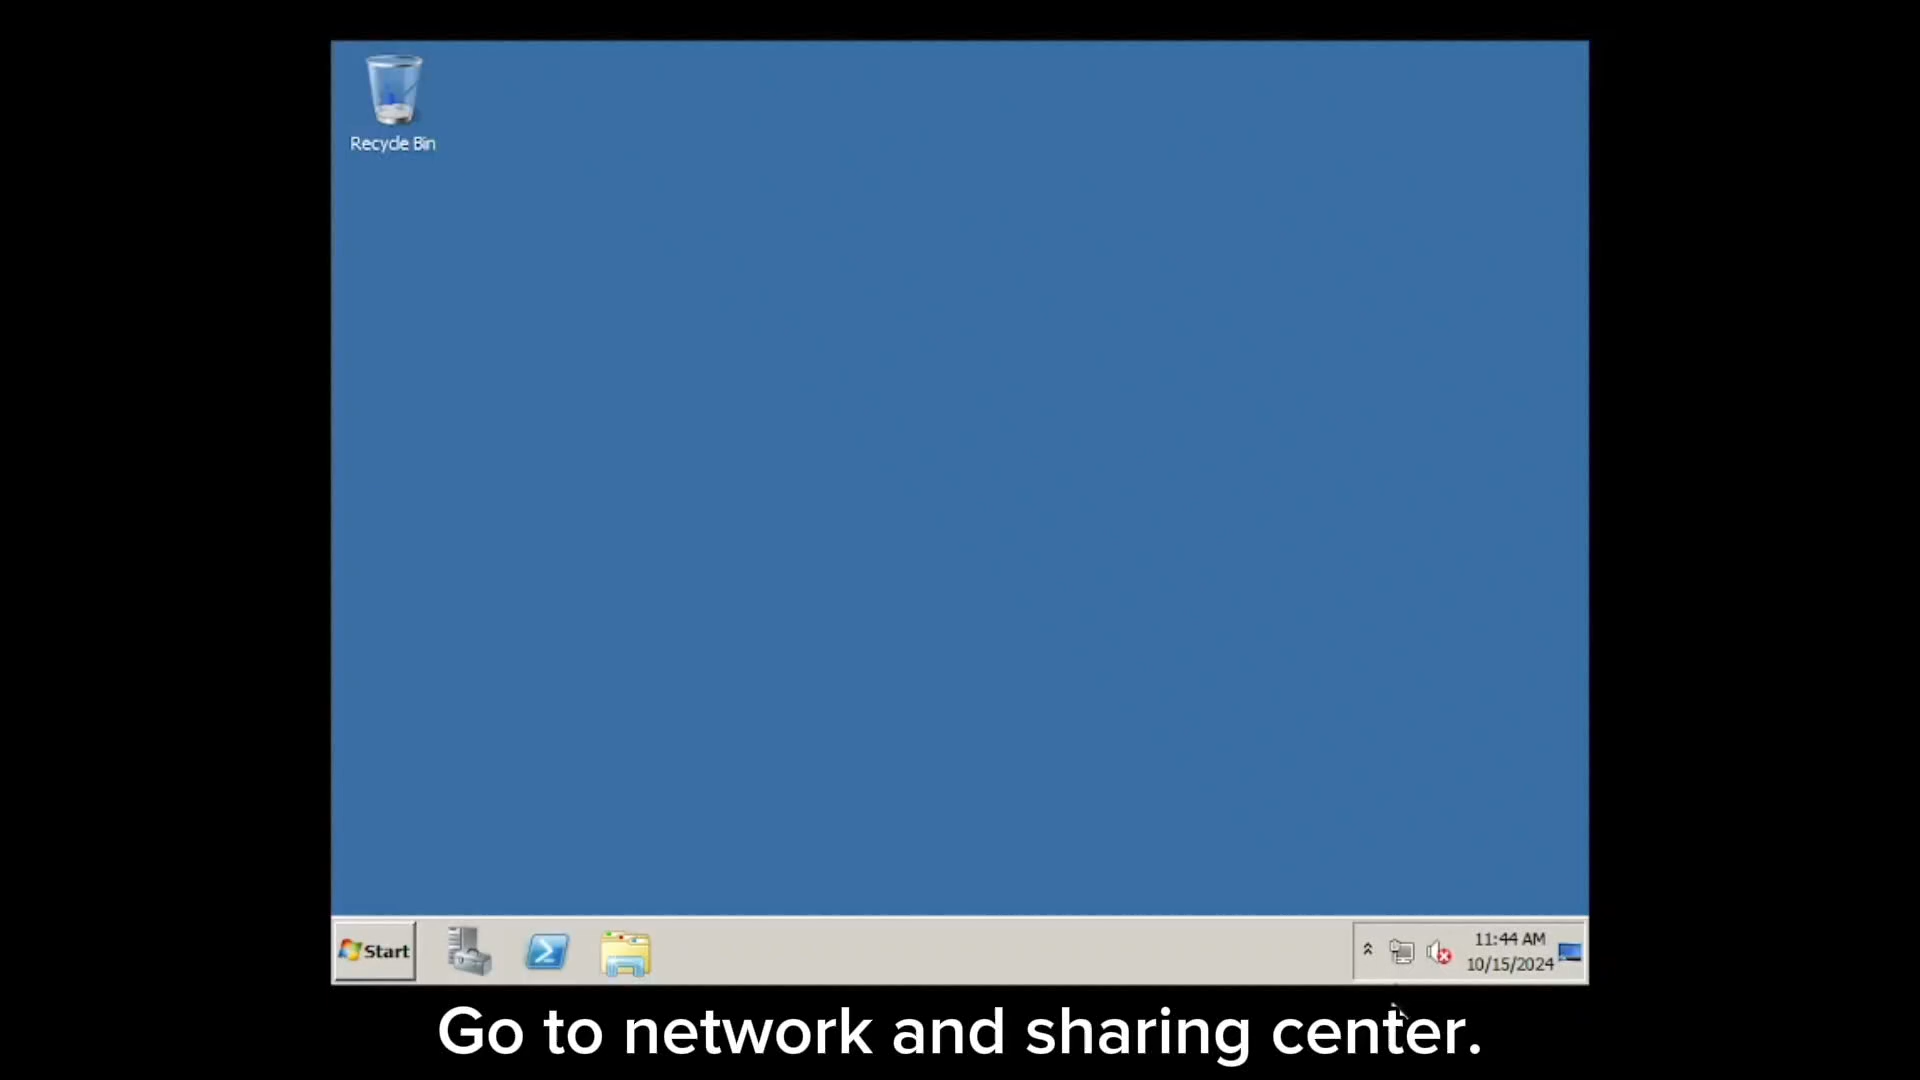 Recycle Bin
Start
11:44 AM
10/15/2024
Go to network and sharing center.